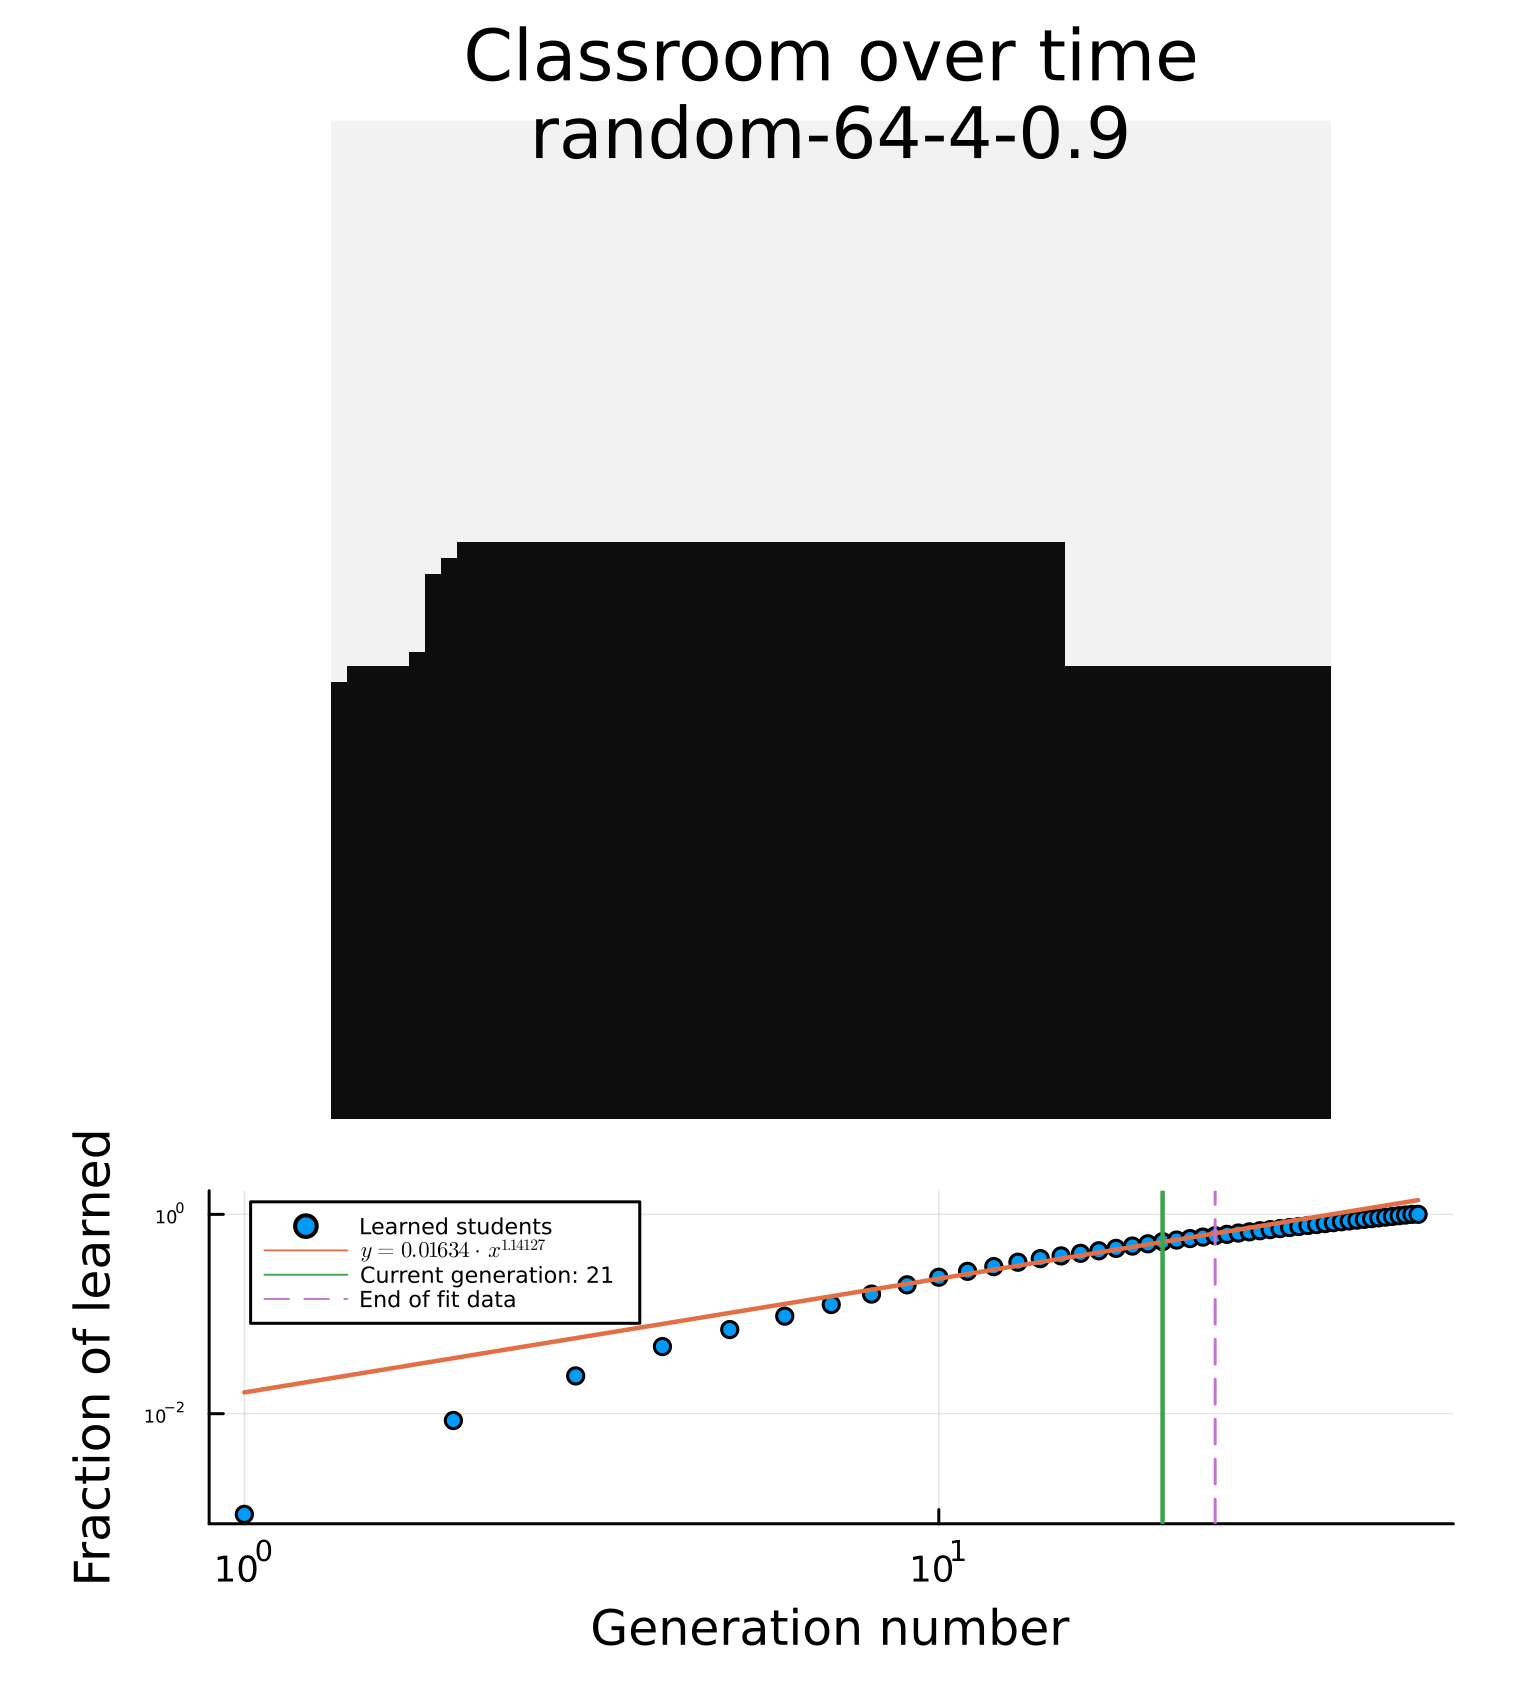 Classroom over time
random-64-4-0.9
Fraction of learned
10^0
10^-2
Learned students
y = 0.01634 · x^1.14127
Current generation: 21
End of fit data
10^0
10^1
Generation number